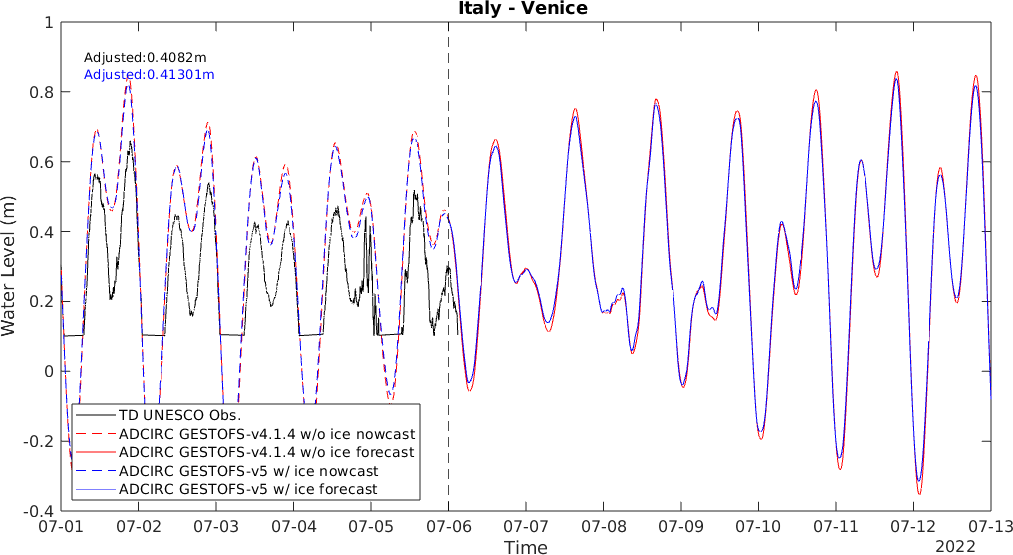 Italy - Venice
Adjusted:0.4082m
Adjusted:0.41301m
Water Level (m)
1
0.8
0.6
0.4
0.2
0
-0.2
-0.4
TD UNESCO Obs.
ADCIRC GESTOFS-v4.1.4 w/o ice nowcast
ADCIRC GESTOFS-v4.1.4 w/o ice forecast
ADCIRC GESTOFS-v5 w/ ice nowcast
ADCIRC GESTOFS-v5 w/ ice forecast
07-01 07-02 07-03 07-04 07-05 07-06 07-07 07-08 07-09 07-10 07-11 07-12 07-13
Time
2022